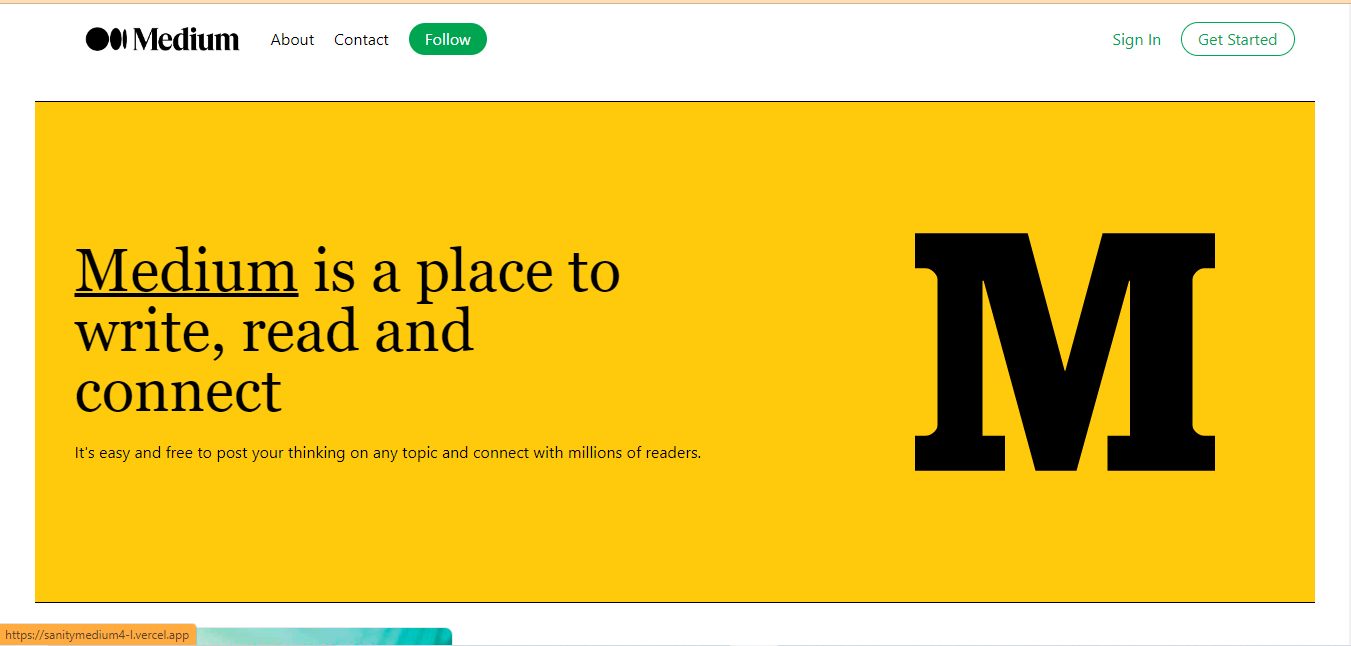 Medium About Contact Follow Sign In Get Started
Medium is a place to
write, read and
connect
It's easy and free to post your thinking on any topic and connect with millions of readers.
M
https://sanitymedium4-l.vercel.app